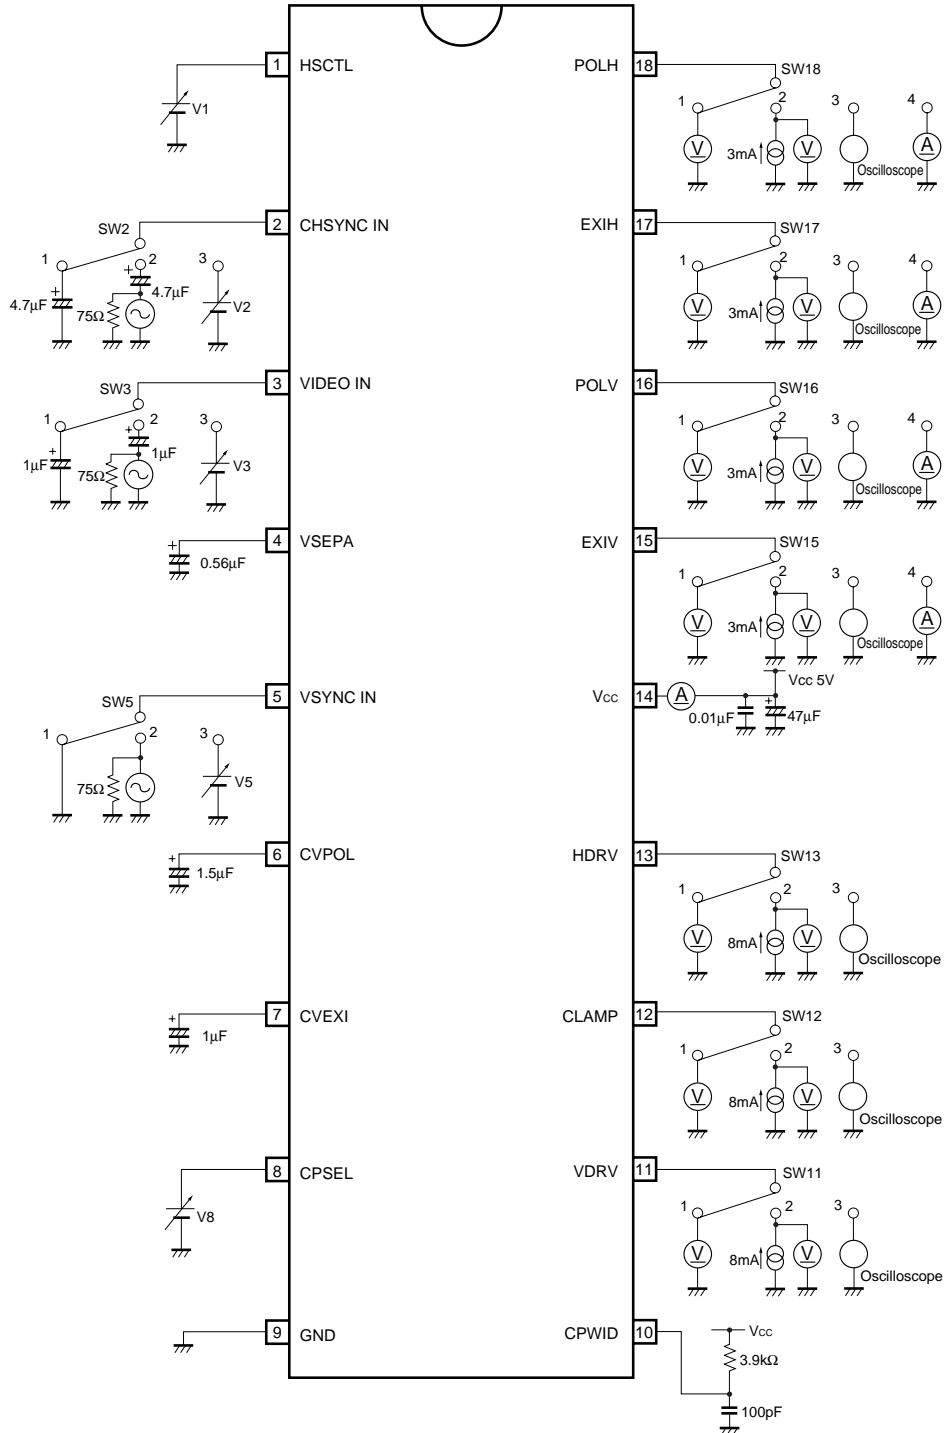 1 HSCTL
V1
SW2
2 CHSYNC IN
1 2 3
4.7µF 4.7µF
75Ω
V2
SW3
3 VIDEO IN
1 2 3
1µF 1µF
75Ω
V3
4 VSEPA
0.56µF
SW5
5 VSYNC IN
1 2 3
75Ω
V5
6 CVPOL
1.5µF
7 CVEXI
1µF
8 CPSEL
V8
9 GND
POLH 18
SW18
1 2 3 4
V 3mA V Oscilloscope A
EXIH 17
SW17
1 2 3 4
V 3mA V Oscilloscope A
POLV 16
SW16
1 2 3 4
V 3mA V Oscilloscope A
EXIV 15
SW15
1 2 3 4
V 3mA V Oscilloscope A
Vcc 5V
Vcc 14 A
0.01µF 47µF
HDRV 13
SW13
1 2 3
V 8mA V Oscilloscope
CLAMP 12
SW12
1 2 3
V 8mA V Oscilloscope
VDRV 11
SW11
1 2 3
V 8mA V Oscilloscope
CPWID 10
Vcc
3.9kΩ
100pF